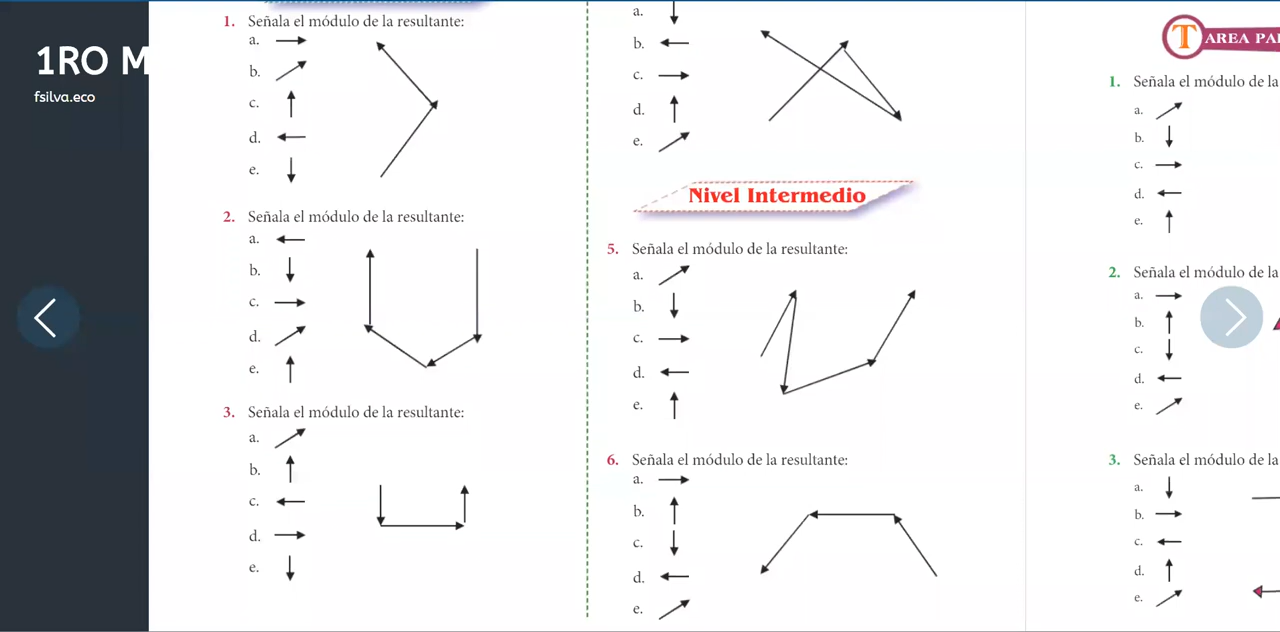 1RO M
fsilva.eco
1. Señala el módulo de la resultante:
a.
b.
c.
d.
e.
2. Señala el módulo de la resultante:
a.
b.
c.
d.
e.
3. Señala el módulo de la resultante:
a.
b.
c.
d.
e.
a.
b.
c.
d.
e.
Nivel Intermedio
5. Señala el módulo de la resultante:
a.
b.
c.
d.
e.
6. Señala el módulo de la resultante:
a.
b.
c.
d.
e.
TAREA PA
1. Señala el módulo de la
a.
b.
c.
d.
e.
2. Señala el módulo de la
a.
b.
c.
d.
e.
3. Señala el módulo de la
a.
b.
c.
d.
e.